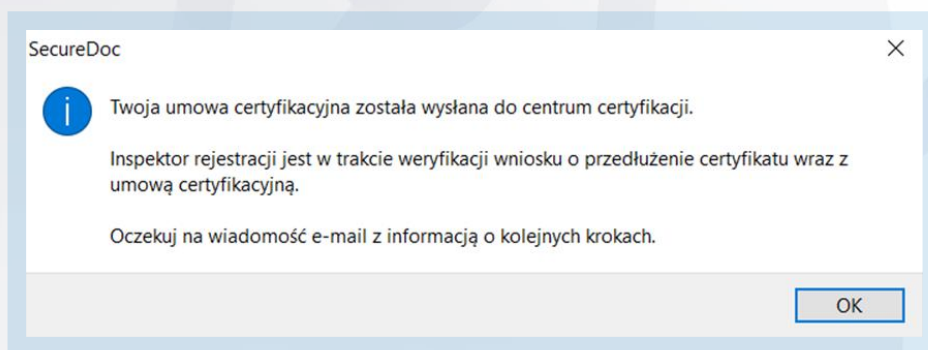 SecureDoc
Twoja umowa certyfikacyjna została wysłana do centrum certyfikacji.
Inspektor rejestracji jest w trakcie weryfikacji wniosku o przedłużenie certyfikatu wraz z
umową certyfikacyjną.
Oczekuj na wiadomość e-mail z informacją o kolejnych krokach.
OK